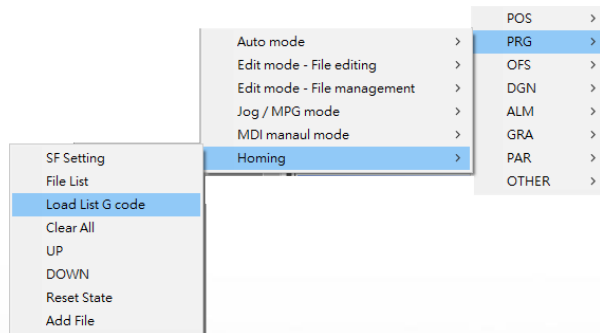 POS
PRG
OFS
DGN
ALM
GRA
PAR
OTHER
Auto mode
Edit mode - File editing
Edit mode - File management
Jog / MPG mode
MDI manaul mode
Homing
SF Setting
File List
Load List G code
Clear All
UP
DOWN
Reset State
Add File